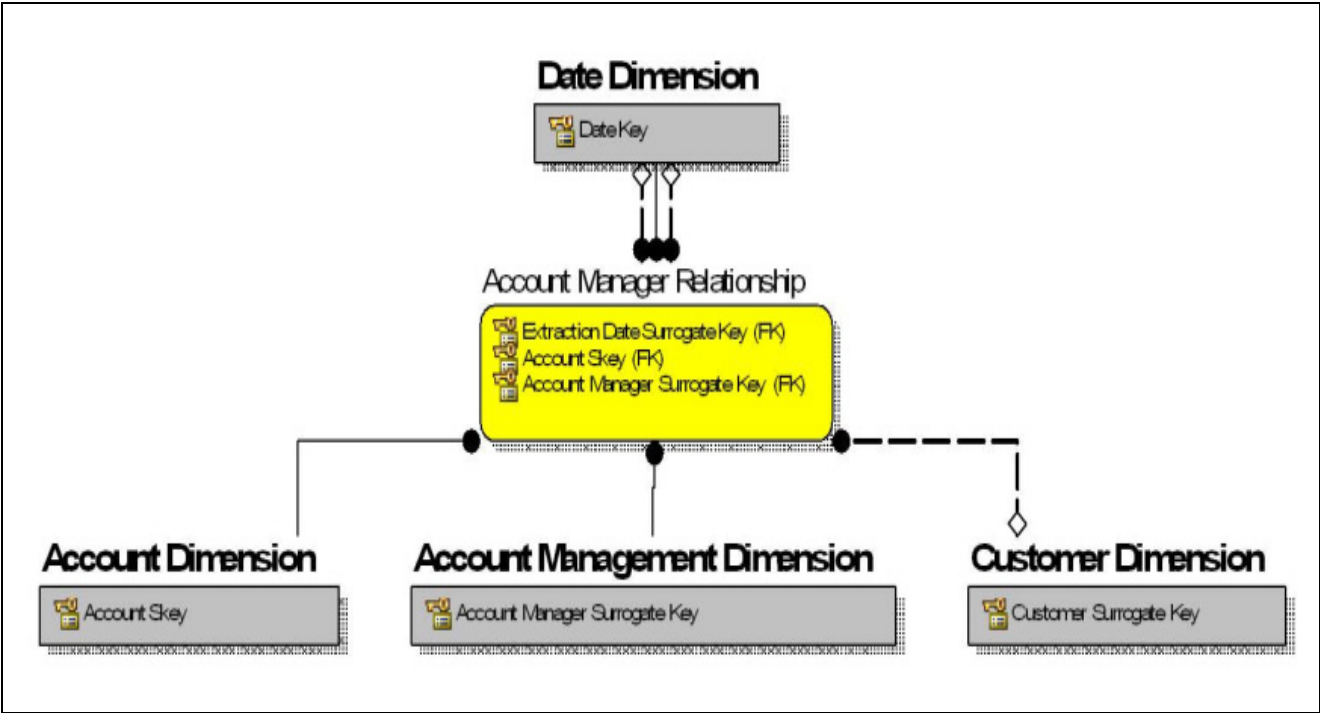 Date Dimension
Date Key
Account Manager Relationship
Extraction Date Surrogate Key (FK)
Account Skey (FK)
Account Manager Surrogate Key (FK)
Account Dimension
Account Skey
Account Management Dimension
Account Manager Surrogate Key
Customer Dimension
Customer Surrogate Key